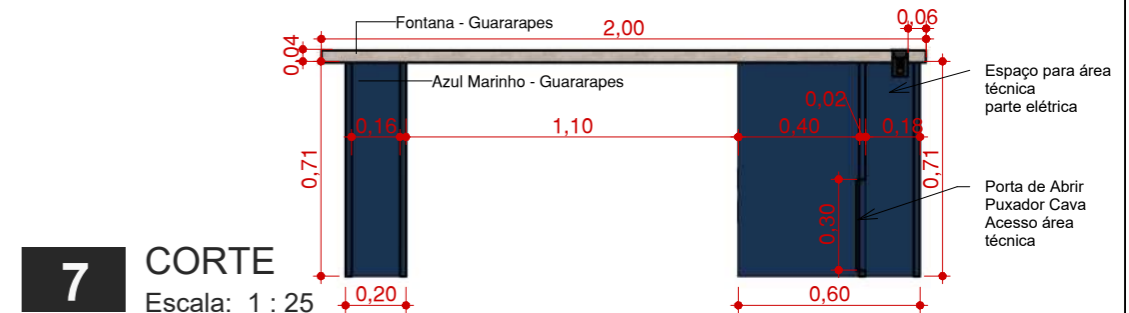 Fontana - Guararapes
2,00
0,06
0,04
Azul Marinho - Guararapes
Espaço para área
técnica
parte elétrica
0,02
0,16
1,10
0,40
0,18
0,71
0,71
0,30
Porta de Abrir
Puxador Cava
Acesso área
técnica
7
CORTE
Escala: 1 : 25
0,20
0,60